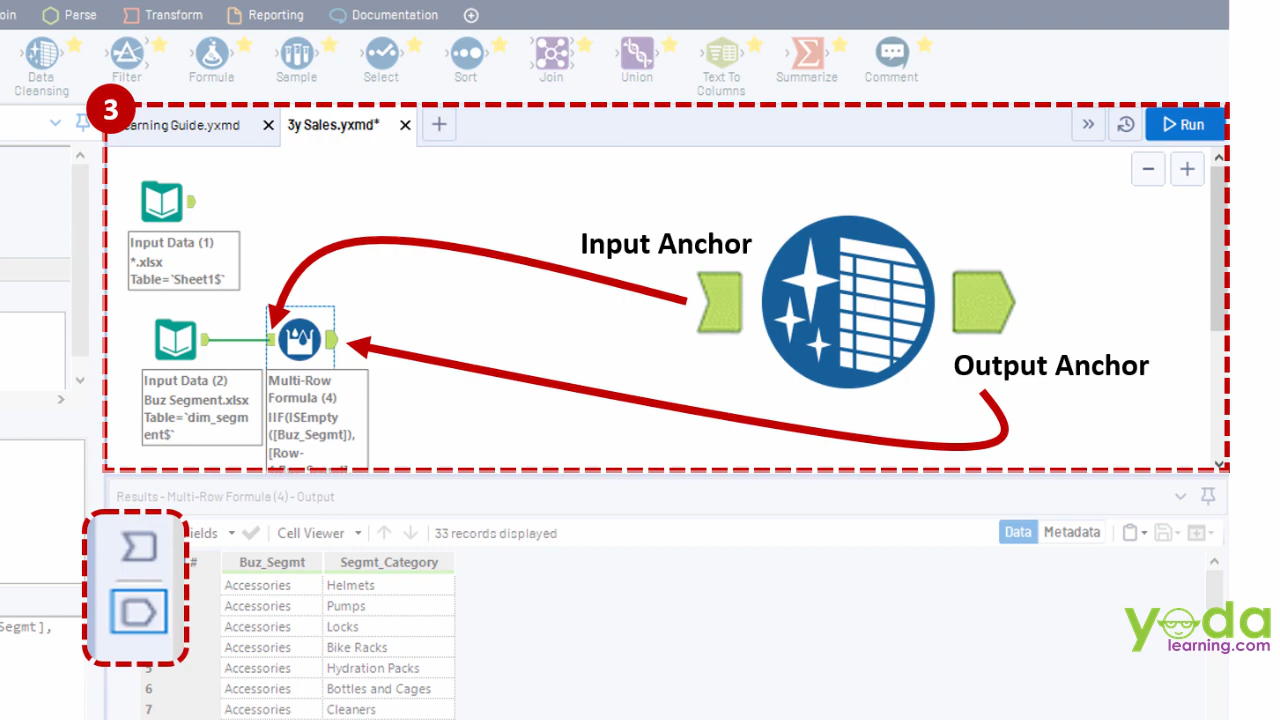 oin
Parse
Transform
Reporting
Documentation
Data
Cleansing
Filter
Formula
Sample
Select
Sort
Join
Union
Text To
Columns
Summarize
Comment
3
earning Guide.yxmd
3y Sales.yxmd*
Run
Input Data (1)
*.xlsx
Table=`Sheet1$`
Input Anchor
Output Anchor
Input Data (2)
Buz Segment.xlsx
Table=`dim_segm
ent$`
Multi-Row
Formula (4)
IIF(ISEmpty
([Buz_Segmt]),
[Row-
Results - Multi-Row Formula (4) - Output
ields
Cell Viewer
33 records displayed
Data
Metadata
#
Buz_Segmt
Segmt_Category
Accessories Helmets
Accessories Pumps
Accessories Locks
Accessories Bike Racks
5 Accessories Hydration Packs
6 Accessories Bottles and Cages
7 Accessories Cleaners
Segmt],
yoda
learning.com